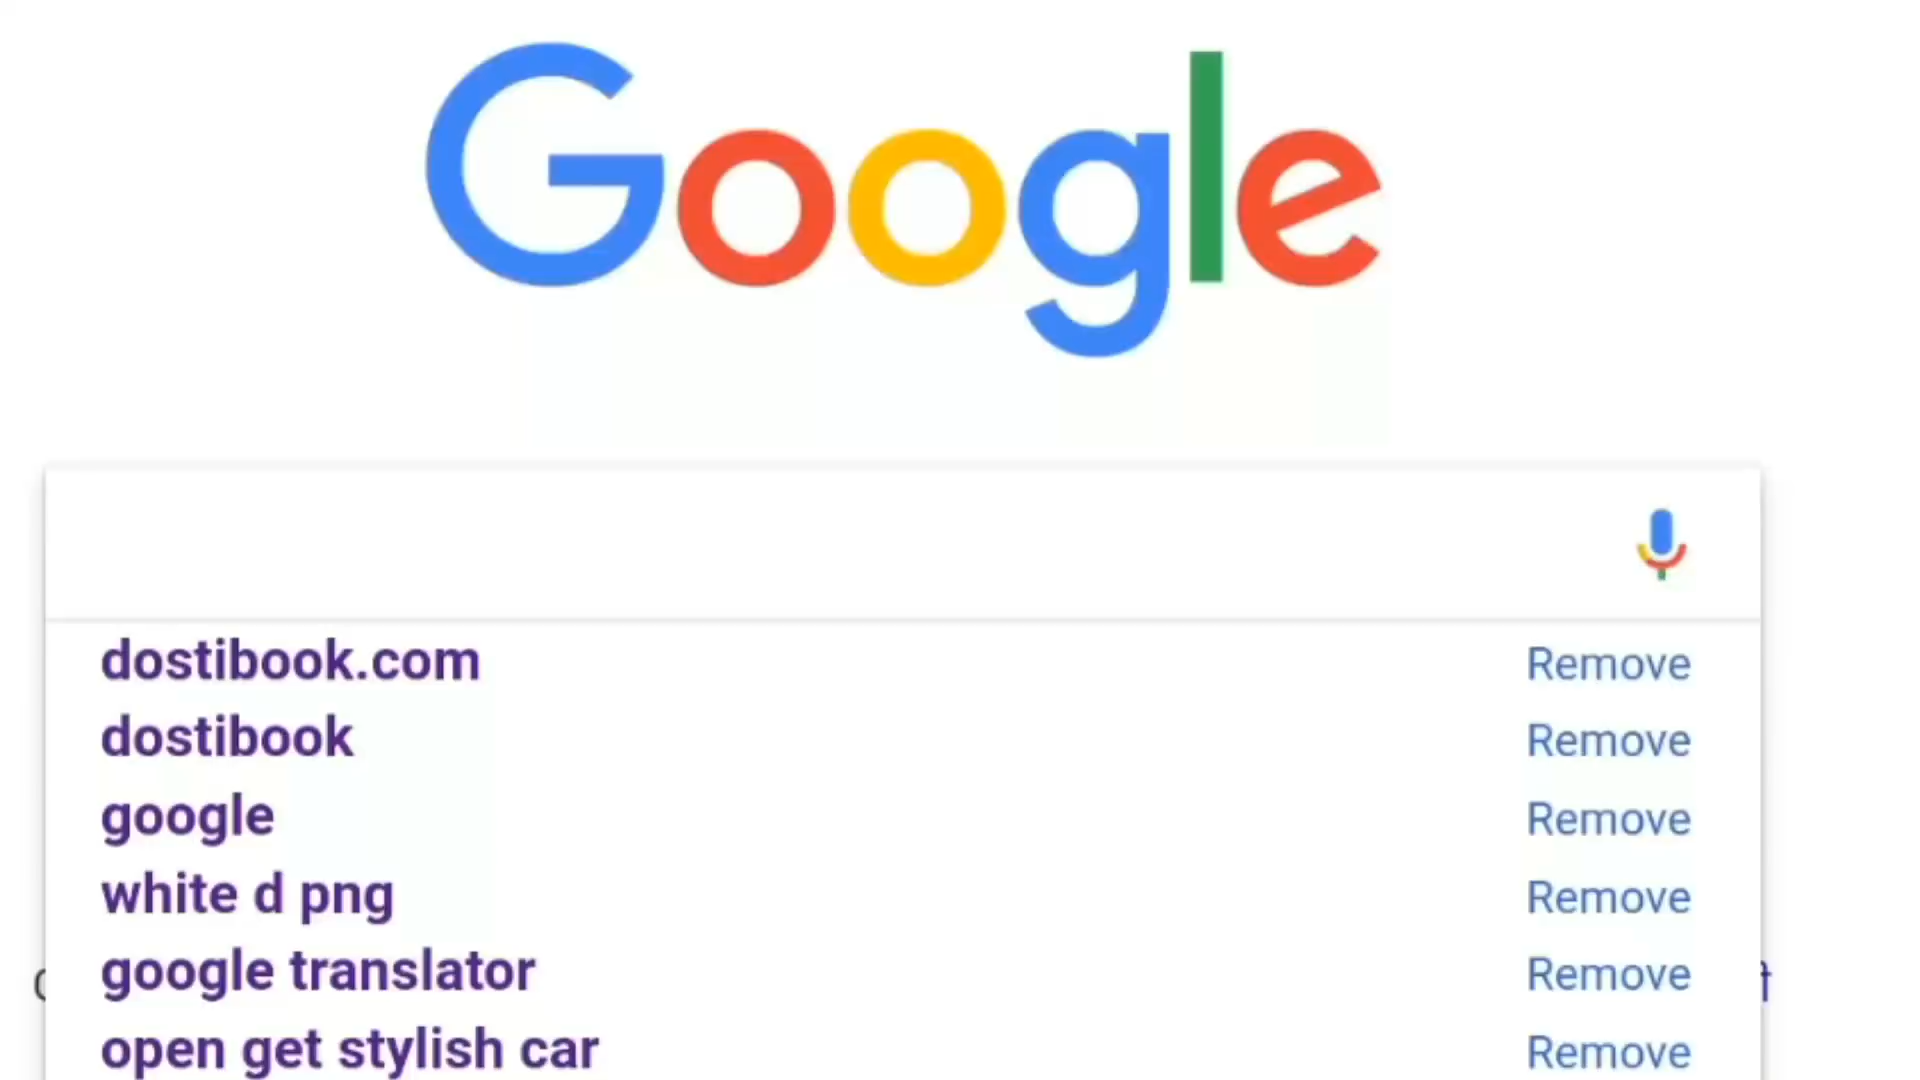 Google
dostibook.com Remove
dostibook Remove
google Remove
white d png Remove
google translator Remove
open get stylish car Remove